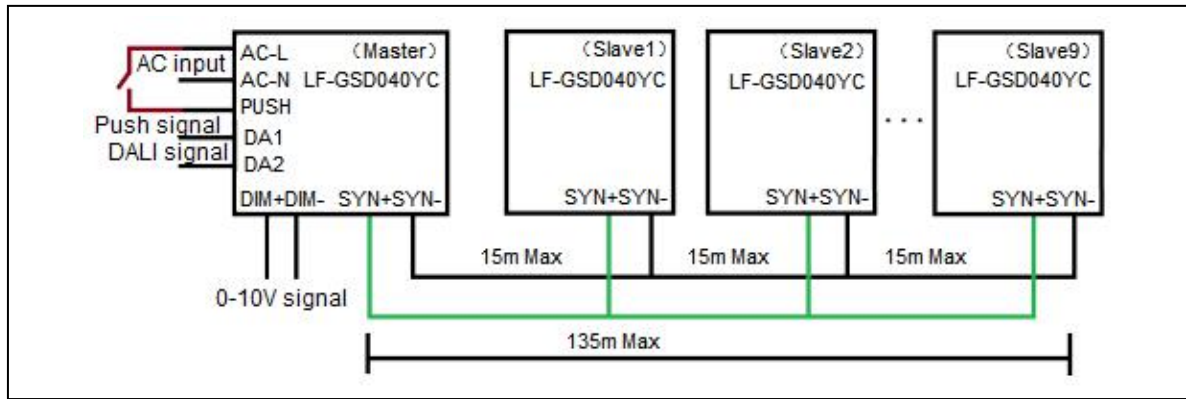 AC-L (Master) (Slave1) (Slave2) (Slave9)
AC input AC-N LF-GSD040YC LF-GSD040YC LF-GSD040YC LF-GSD040YC
PUSH
Push signal DA1 ...
DALI signal DA2
DIM+DIM- SYN+SYN- SYN+SYN- SYN+SYN- SYN+SYN-
15m Max 15m Max 15m Max
0-10V signal
135m Max